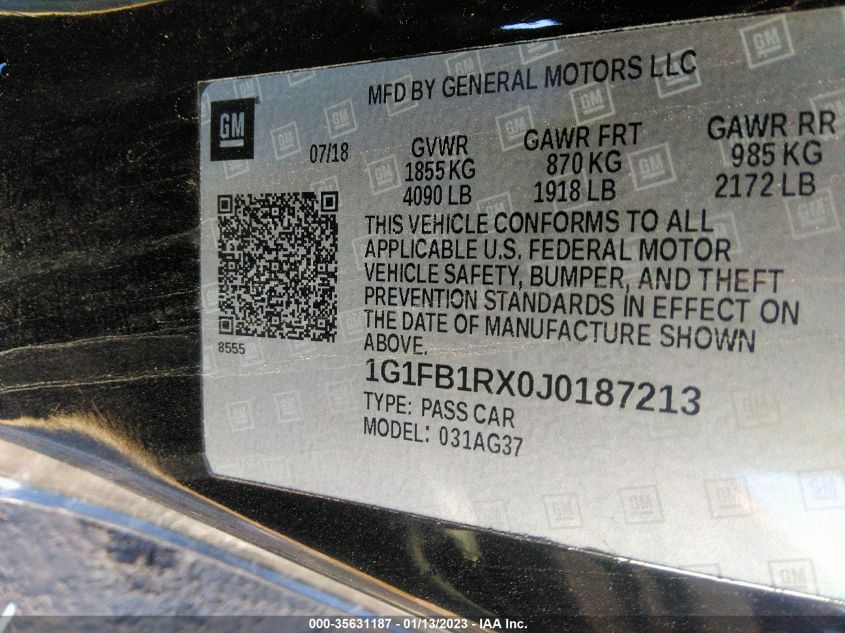 MFD BY GENERAL MOTORS LLC
GM
07/18
GVWR GAWR FRT GAWR RR
1855 KG 870 KG 985 KG
4090 LB 1918 LB 2172 LB
THIS VEHICLE CONFORMS TO ALL
APPLICABLE U.S. FEDERAL MOTOR
VEHICLE SAFETY, BUMPER, AND THEFT
PREVENTION STANDARDS IN EFFECT ON
THE DATE OF MANUFACTURE SHOWN
ABOVE.
8555
1G1FB1RX0J0187213
TYPE: PASS CAR
MODEL: 031AG37
000-35631187 - 01/13/2023 - IAA Inc.